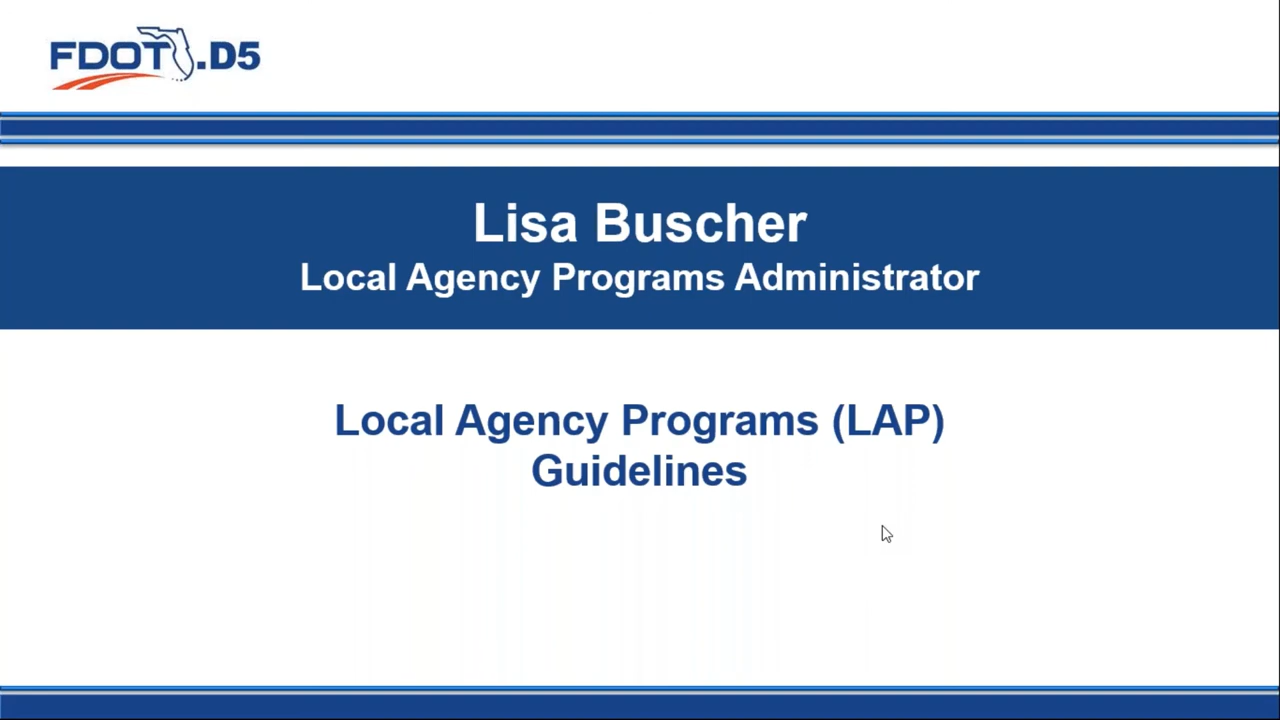 FDOT.D5
Lisa Buscher
Local Agency Programs Administrator
Local Agency Programs (LAP)
Guidelines